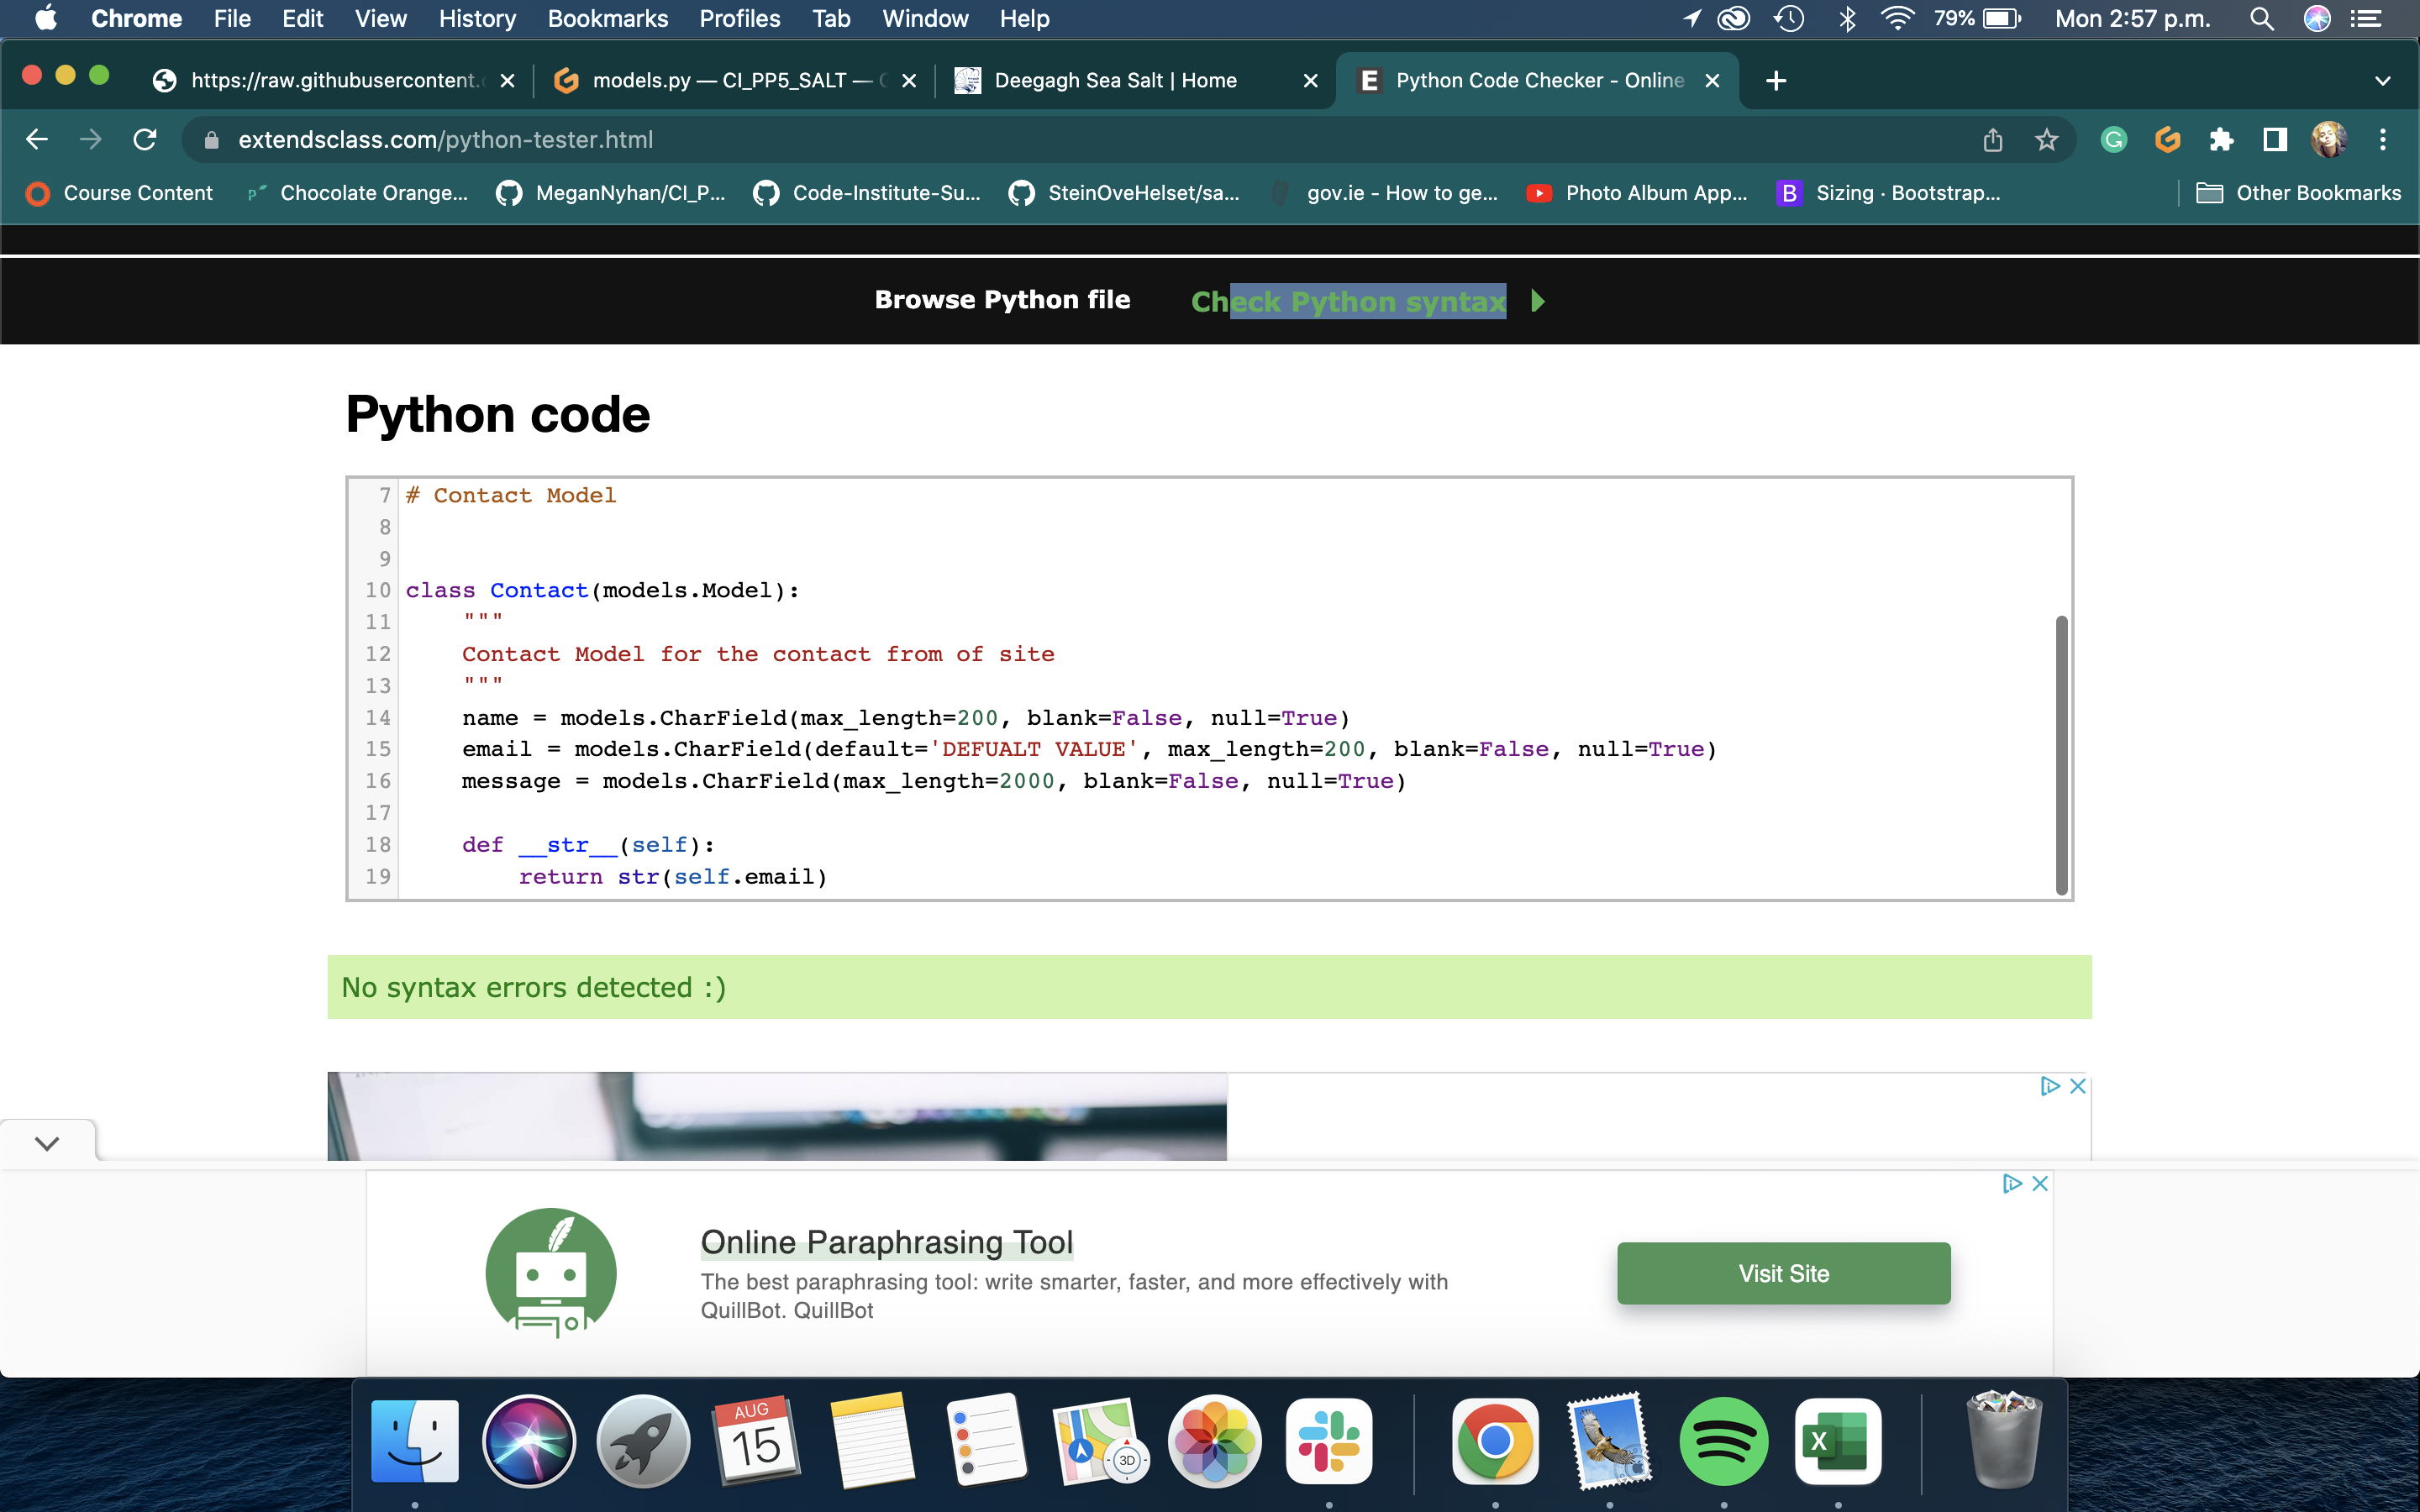 Chrome File Edit View History Bookmarks Profiles Tab Window Help 79% Mon 2:57 p.m.
https://raw.githubusercontent.c models.py — CI_PP5_SALT — Deegagh Sea Salt | Home E Python Code Checker - Online
extendsclass.com/python-tester.html
Course Content Chocolate Orange... MeganNyhan/CI_P... Code-Institute-Su... SteinOveHelset/sa... gov.ie - How to ge... Photo Album App... B Sizing · Bootstrap... Other Bookmarks
Browse Python file Check Python syntax
Python code
7 # Contact Model
8
9
10 class Contact(models.Model):
11 """
12 Contact Model for the contact from of site
13 """
14 name = models.CharField(max_length=200, blank=False, null=True)
15 email = models.CharField(default='DEFUALT VALUE', max_length=200, blank=False, null=True)
16 message = models.CharField(max_length=2000, blank=False, null=True)
17
18 def __str__(self):
19 return str(self.email)
No syntax errors detected :)
Online Paraphrasing Tool
The best paraphrasing tool: write smarter, faster, and more effectively with
QuillBot. QuillBot
Visit Site
AUG
15
3D
X